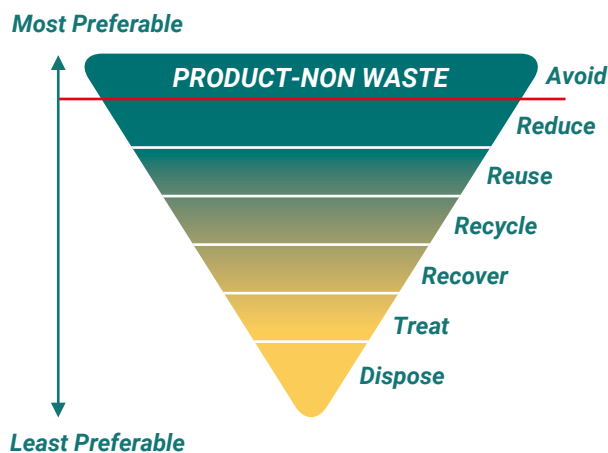 Most Preferable
PRODUCT-NON WASTE
Avoid
Reduce
Reuse
Recycle
Recover
Treat
Dispose
Least Preferable